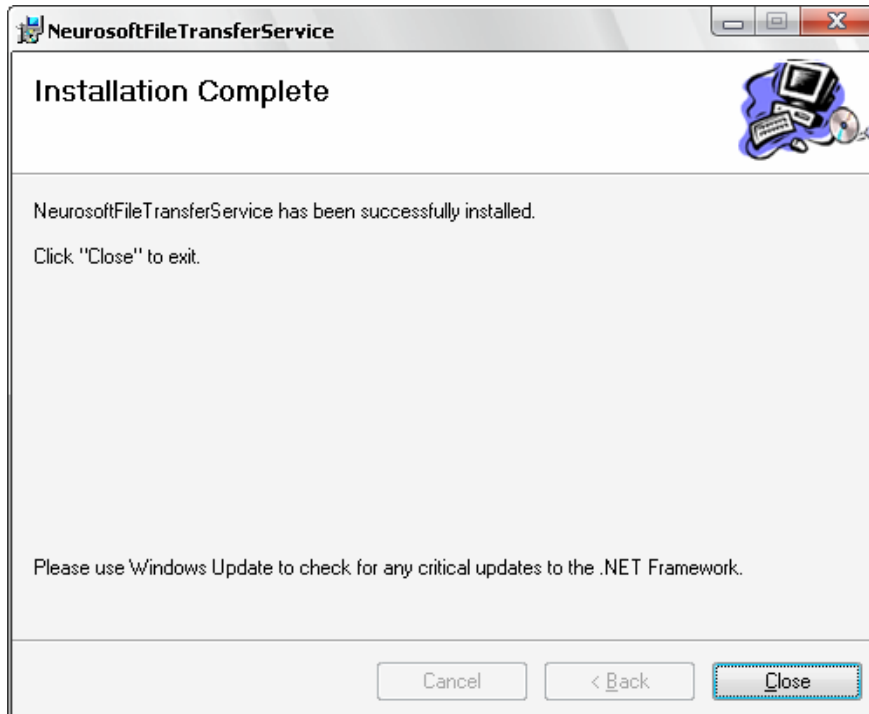 NeurosoftFileTransferService
Installation Complete
NeurosoftFileTransferService has been successfully installed.
Click "Close" to exit.
Please use Windows Update to check for any critical updates to the .NET Framework.
Cancel
< Back
Close